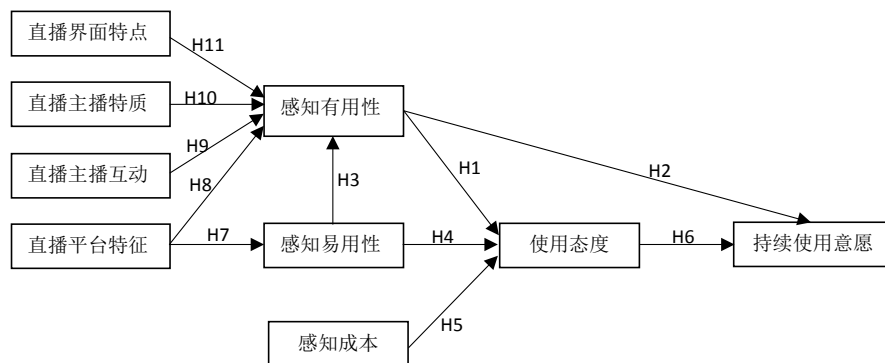 直播界面特点
H11
直播主播特质
H10
感知有用性
H9
直播主播互动
H8
H3
H1
H2
直播平台特征
H7
感知易用性
H4
使用态度
H6
持续使用意愿
H5
感知成本